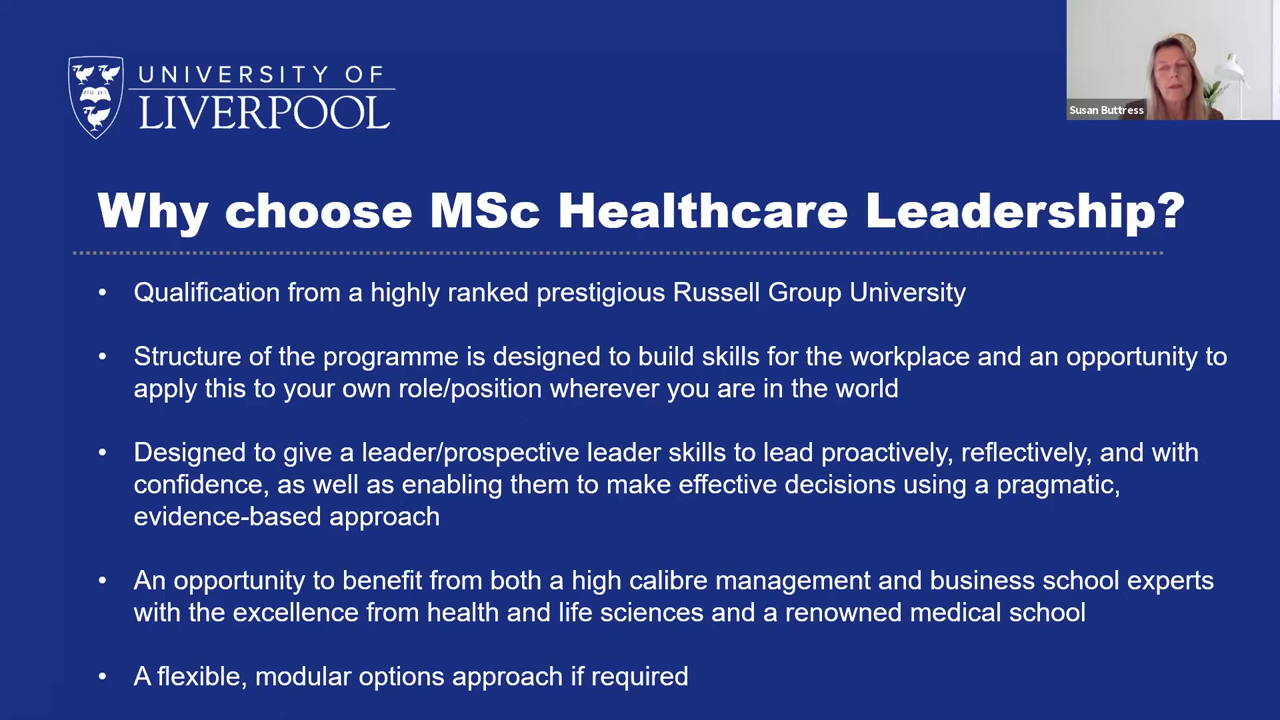 UNIVERSITY OF
LIVERPOOL
Susan Buttress
Why choose MSc Healthcare Leadership?
• Qualification from a highly ranked prestigious Russell Group University
• Structure of the programme is designed to build skills for the workplace and an opportunity to
apply this to your own role/position wherever you are in the world
• Designed to give a leader/prospective leader skills to lead proactively, reflectively, and with
confidence, as well as enabling them to make effective decisions using a pragmatic,
evidence-based approach
• An opportunity to benefit from both a high calibre management and business school experts
with the excellence from health and life sciences and a renowned medical school
• A flexible, modular options approach if required